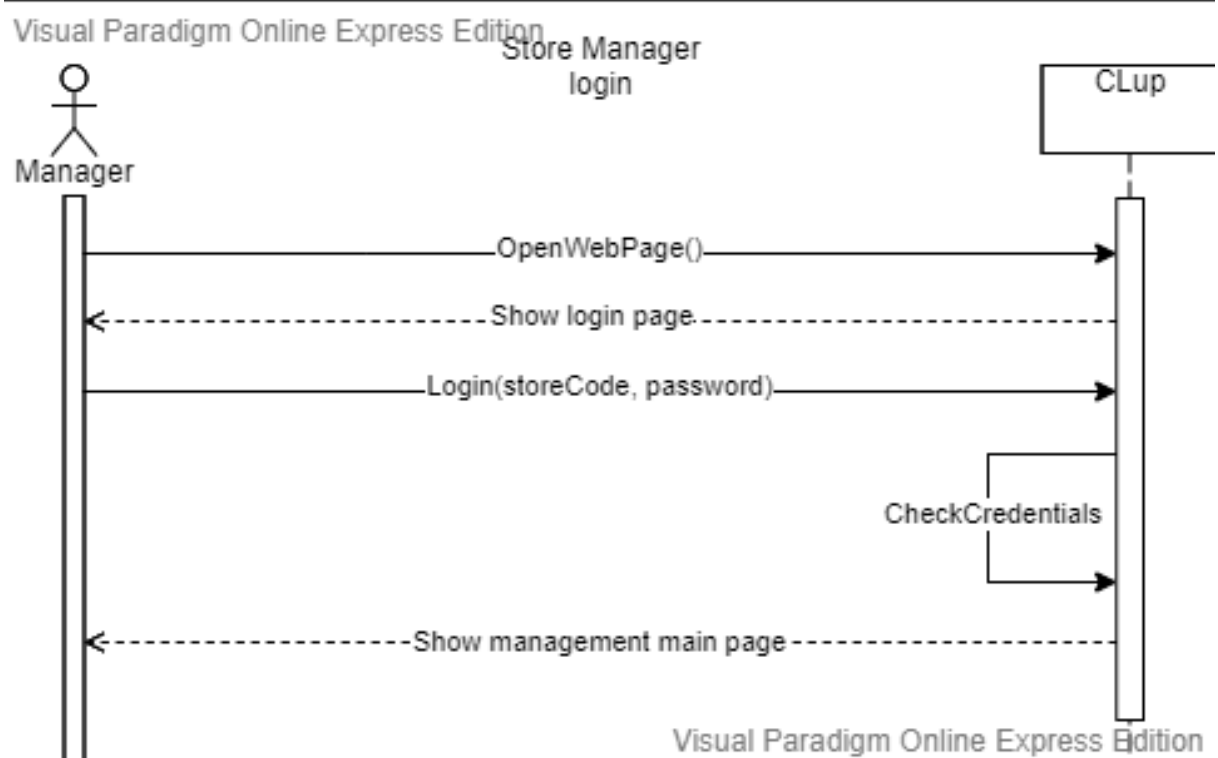 Visual Paradigm Online Express Edition
Store Manager
login
CLup
Manager
OpenWebPage()
Show login page
Login(storeCode, password)
CheckCredentials
Show management main page
Visual Paradigm Online Express Edition